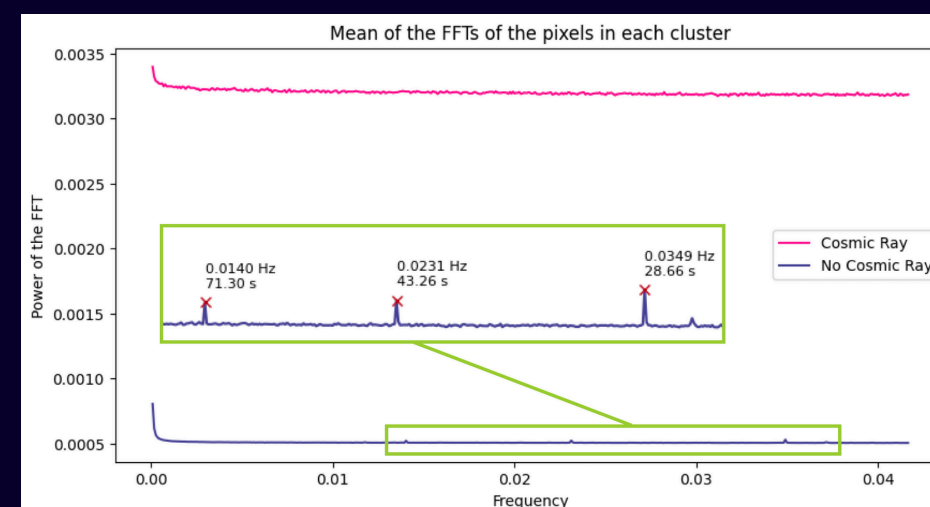 Mean of the FFTs of the pixels in each cluster
0.0035
0.0030
0.0025
0.0020
0.0015
0.0010
0.0005
Power of the FFT
0.0140 Hz
71.30 s
0.0231 Hz
43.26 s
0.0349 Hz
28.66 s
Cosmic Ray
No Cosmic Ray
0.00
0.01
0.02
0.03
0.04
Frequency